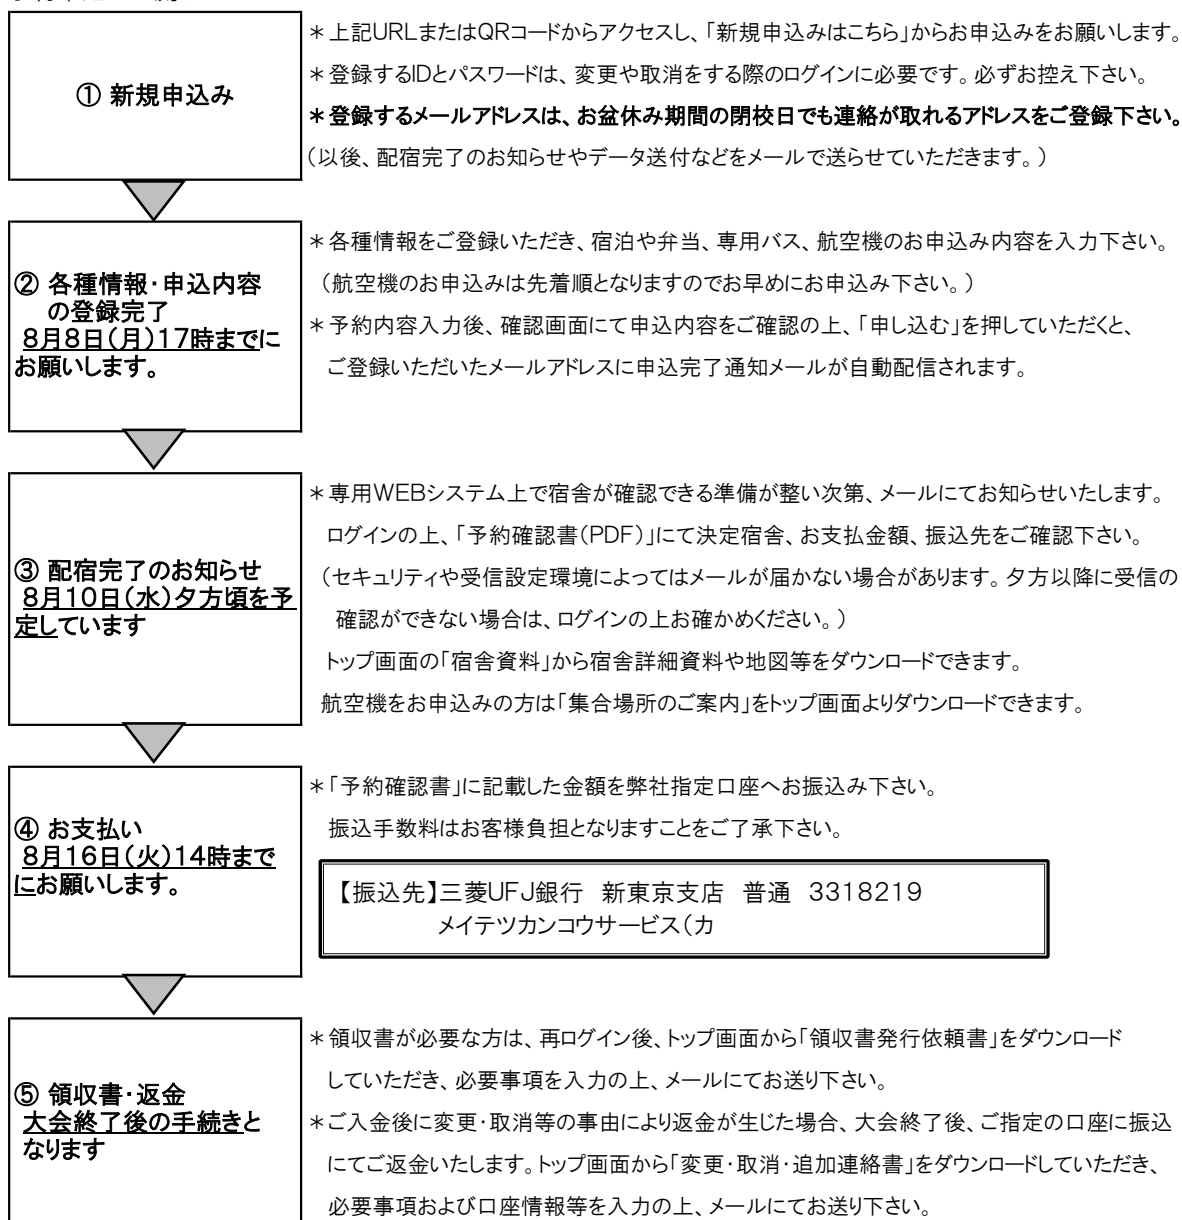 ① 新規申込み
＊上記URLまたはQRコードからアクセスし、「新規申込みはこちら」からお申込みをお願いします。
＊登録するIDとパスワードは、変更や取消をする際のログインに必要です。必ずお控え下さい。
＊登録するメールアドレスは、お盆休み期間の閉校日でも連絡が取れるアドレスをご登録下さい。
（以後、配宿完了のお知らせやデータ送付などをメールで送らせていただきます。）
② 各種情報・申込内容
の登録完了
8月8日（月）17時までに
お願いします。
＊各種情報をご登録いただき、宿泊や弁当、専用バス、航空機のお申込み内容を入力下さい。
（航空機のお申込みは先着順となりますのでお早めにお申込み下さい。）
＊予約内容入力後、確認画面にて申込内容をご確認の上、「申し込む」を押していただくと、
ご登録いただいたメールアドレスに申込完了通知メールが自動配信されます。
③ 配宿完了のお知らせ
8月10日（水）夕方頃を予
定しています
＊専用WEBシステム上で宿舎が確認できる準備が整い次第、メールにてお知らせいたします。
ログインの上、「予約確認書（PDF）」にて決定宿舎、お支払金額、振込先をご確認下さい。
（セキュリティや受信設定環境によってはメールが届かない場合があります。夕方以降に受信の
確認ができない場合は、ログインの上お確かめください。）
トップ画面の「宿舎資料」から宿舎詳細資料や地図等をダウンロードできます。
航空機をお申込みの方は「集合場所のご案内」をトップ画面よりダウンロードできます。
④ お支払い
8月16日（火）14時まで
にお願いします。
＊「予約確認書」に記載した金額を弊社指定口座へお振込み下さい。
振込手数料はお客様負担となりますことをご了承下さい。
【振込先】三菱UFJ銀行 新東京支店 普通 3318219
メイテツカンコウサービス（カ
⑤ 領収書・返金
大会終了後の手続きと
なります
＊領収書が必要な方は、再ログイン後、トップ画面から「領収書発行依頼書」をダウンロード
していただき、必要事項を入力の上、メールにてお送り下さい。
＊ご入金後に変更・取消等の事由により返金が生じた場合、大会終了後、ご指定の口座に振込
にてご返金いたします。トップ画面から「変更・取消・追加連絡書」をダウンロードしていただき、
必要事項および口座情報等を入力の上、メールにてお送り下さい。